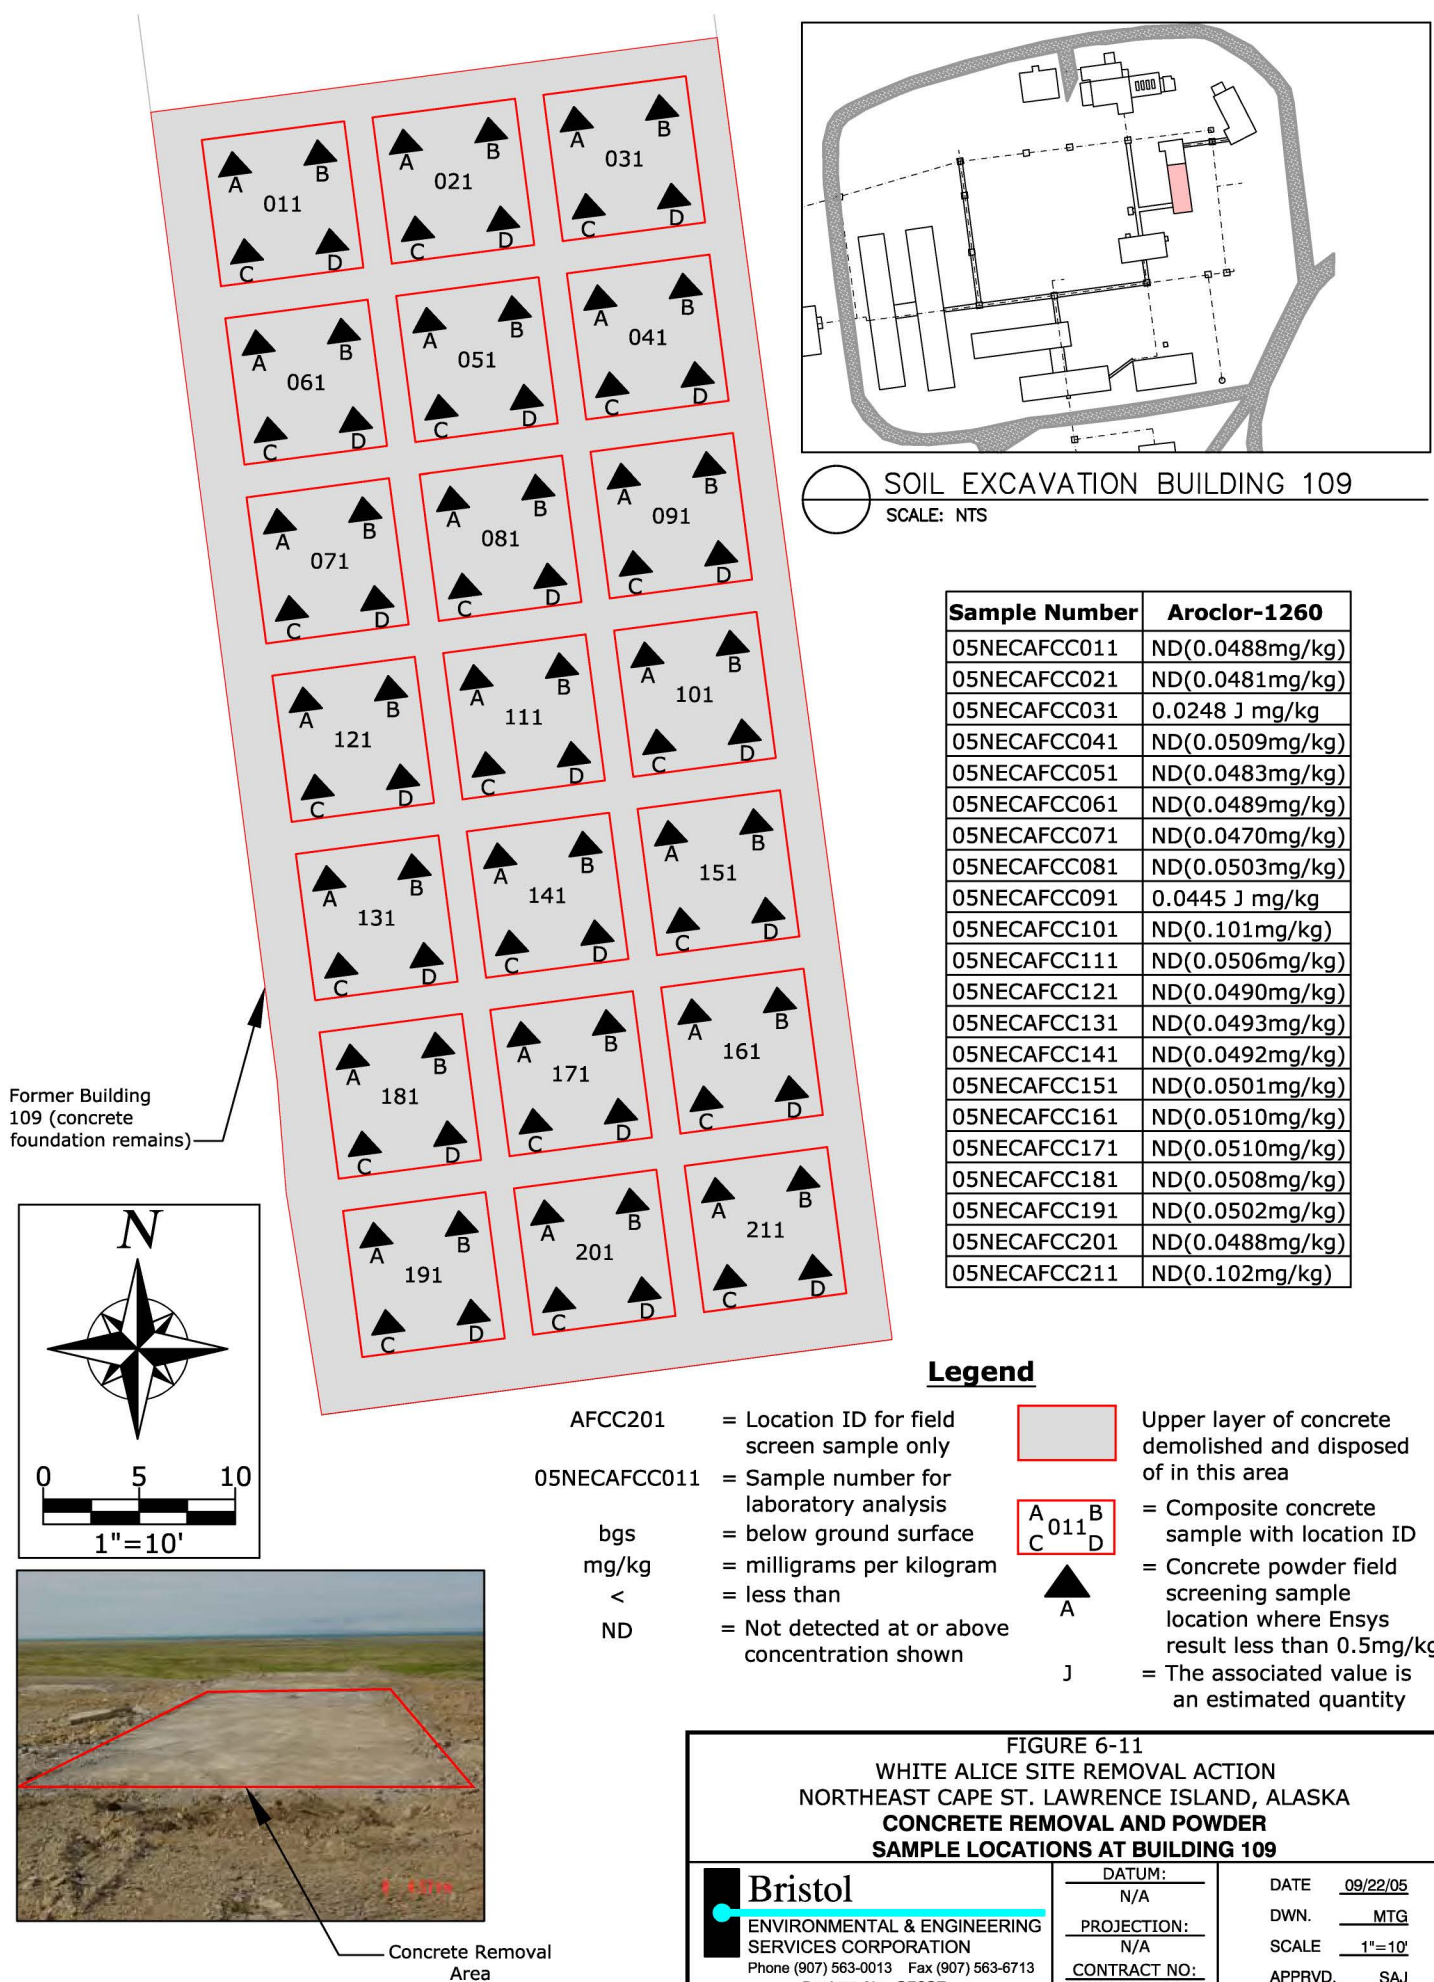 A B
011
C D
A B
021
C D
A B
031
C D
A B
061
C D
A B
051
C D
A B
041
C D
A B
071
C D
A B
081
C D
A B
091
C D
A B
121
C D
A B
111
C D
A B
101
C D
A B
131
C D
A B
141
C D
A B
151
C D
A B
181
C D
A B
171
C D
A B
161
C D
A B
191
C D
A B
201
C D
A B
211
C D
SOIL EXCAVATION BUILDING 109
SCALE: NTS
Sample Number Aroclor-1260
05NECAFCC011 ND(0.0488mg/kg)
05NECAFCC021 ND(0.0481mg/kg)
05NECAFCC031 0.0248 J mg/kg
05NECAFCC041 ND(0.0509mg/kg)
05NECAFCC051 ND(0.0483mg/kg)
05NECAFCC061 ND(0.0489mg/kg)
05NECAFCC071 ND(0.0470mg/kg)
05NECAFCC081 ND(0.0503mg/kg)
05NECAFCC091 0.0445 J mg/kg
05NECAFCC101 ND(0.101mg/kg)
05NECAFCC111 ND(0.0506mg/kg)
05NECAFCC121 ND(0.0490mg/kg)
05NECAFCC131 ND(0.0493mg/kg)
05NECAFCC141 ND(0.0492mg/kg)
05NECAFCC151 ND(0.0501mg/kg)
05NECAFCC161 ND(0.0510mg/kg)
05NECAFCC171 ND(0.0510mg/kg)
05NECAFCC181 ND(0.0508mg/kg)
05NECAFCC191 ND(0.0502mg/kg)
05NECAFCC201 ND(0.0488mg/kg)
05NECAFCC211 ND(0.102mg/kg)
Former Building
109 (concrete
foundation remains)
N
0 5 10
1"=10'
Legend
AFCC201 = Location ID for field
screen sample only
05NECAFCC011 = Sample number for
laboratory analysis
bgs = below ground surface
mg/kg = milligrams per kilogram
< = less than
ND = Not detected at or above
concentration shown
Upper layer of concrete
demolished and disposed
of in this area
A B
011
C D
= Composite concrete
sample with location ID
A
= Concrete powder field
screening sample
location where Ensys
result less than 0.5mg/kg
J = The associated value is
an estimated quantity
Concrete Removal
Area
FIGURE 6-11
WHITE ALICE SITE REMOVAL ACTION
NORTHEAST CAPE ST. LAWRENCE ISLAND, ALASKA
CONCRETE REMOVAL AND POWDER
SAMPLE LOCATIONS AT BUILDING 109
Bristol
ENVIRONMENTAL & ENGINEERING
SERVICES CORPORATION
Phone (907) 563-0013 Fax (907) 563-6713
DATUM:
N/A
PROJECTION:
N/A
CONTRACT NO:
DATE 09/22/05
DWN. MTG
SCALE 1"=10'
APPRVD. SAJ